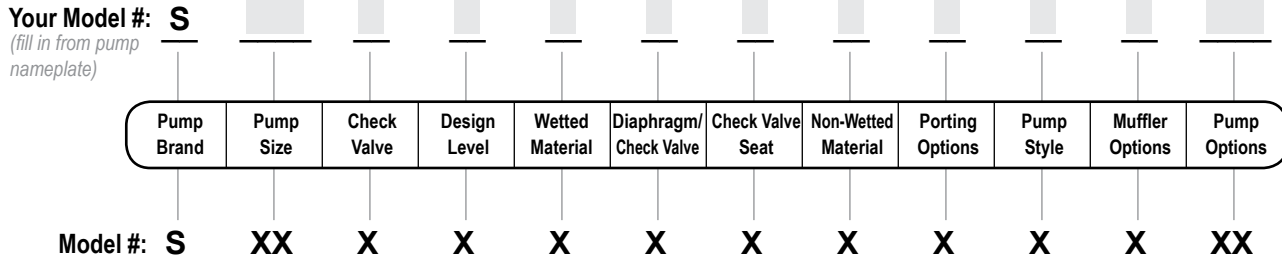 Your Model #: S
(fill in from pump
nameplate)
Pump Pump Check Design Wetted Diaphragm/ Check Valve Non-Wetted Porting Pump Muffler Pump
Brand Size Valve Level Material Check Valve Seat Material Options Style Options Options
Model #: S XX X X X X X X X X X XX